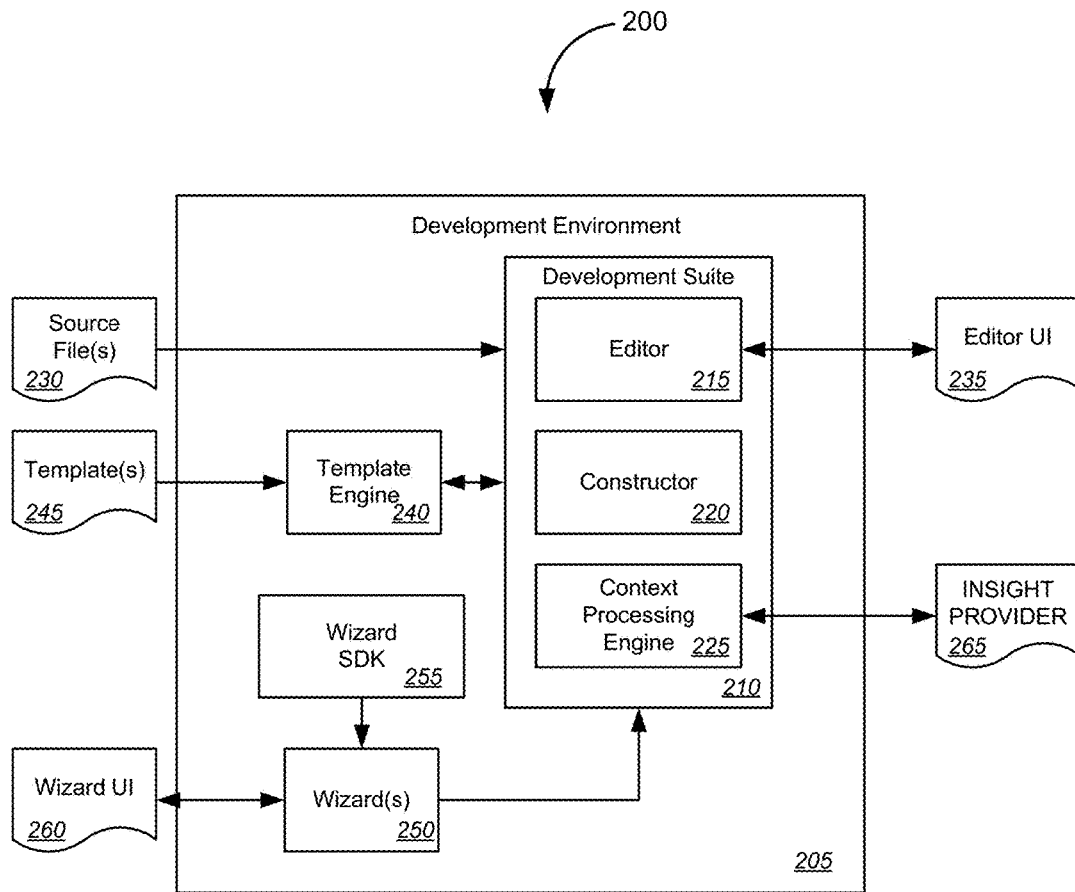 200
Development Environment
Development Suite
Source
File(s)
230
Editor
215
Editor UI
235
Template(s)
245
Template
Engine
240
Constructor
220
Context
Processing
Engine
225
INSIGHT
PROVIDER
265
Wizard
SDK
255
210
Wizard UI
260
Wizard(s)
250
205